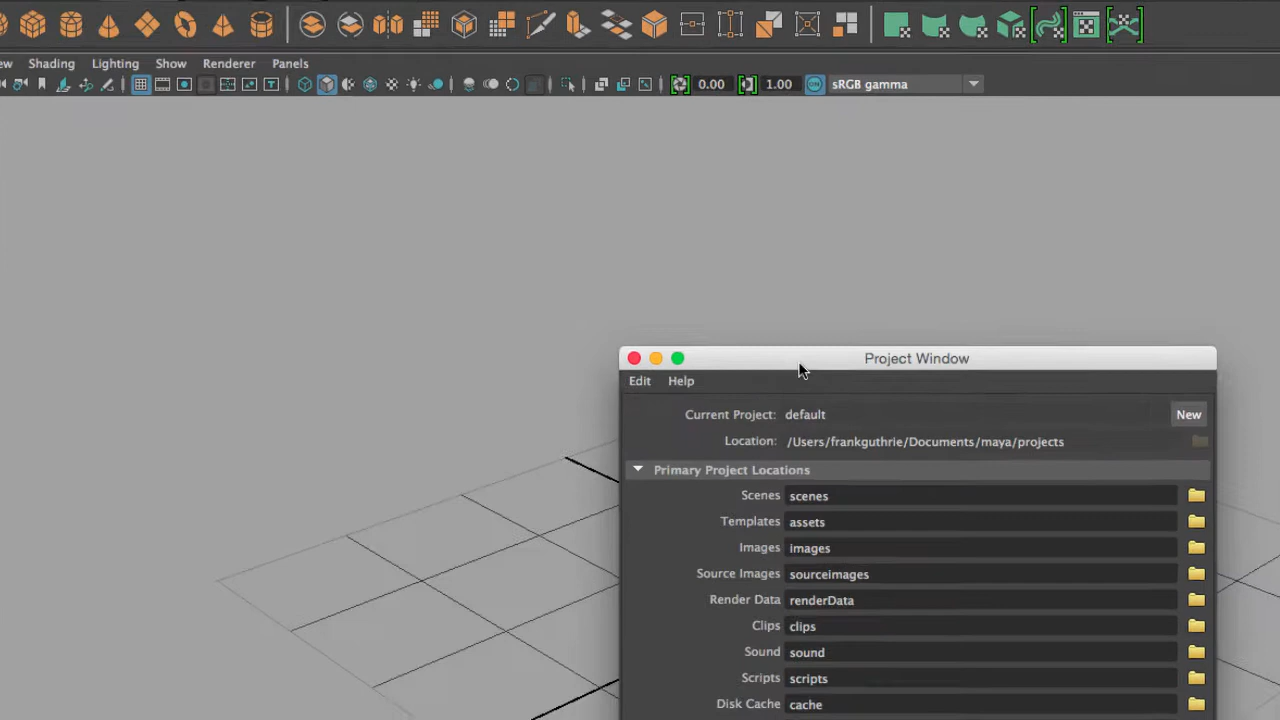 ew Shading Lighting Show Renderer Panels
0.00 1.00 ON sRGB gamma
Project Window
Edit Help
Current Project: default New
Location: /Users/frankguthrie/Documents/maya/projects
Primary Project Locations
Scenes scenes
Templates assets
Images images
Source Images sourceimages
Render Data renderData
Clips clips
Sound sound
Scripts scripts
Disk Cache cache